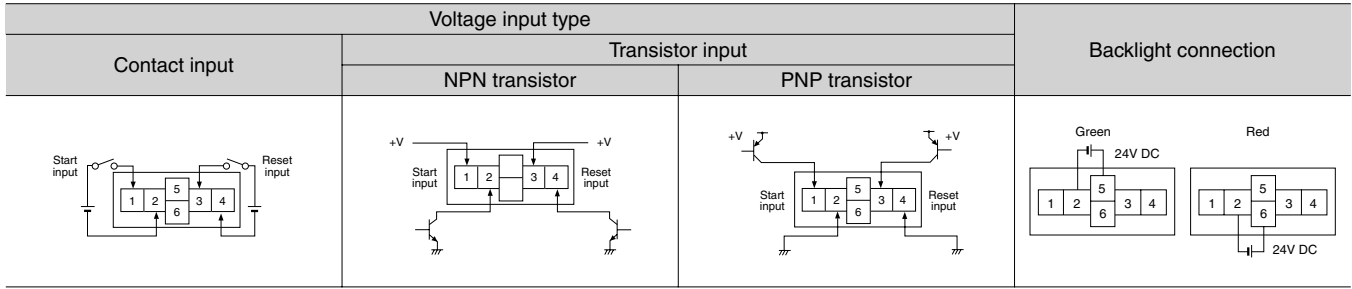 Voltage input type
Backlight connection
Contact input
Transistor input
NPN transistor
PNP transistor
Start
input
Reset
input
1 2 5 6 3 4
+V
+V
Start
input
Reset
input
1 2 3 4
+V
+V
Start
input
Reset
input
1 2 5 6 3 4
Green
24V DC
1 2 5 6 3 4
Red
1 2 5 6 3 4
24V DC